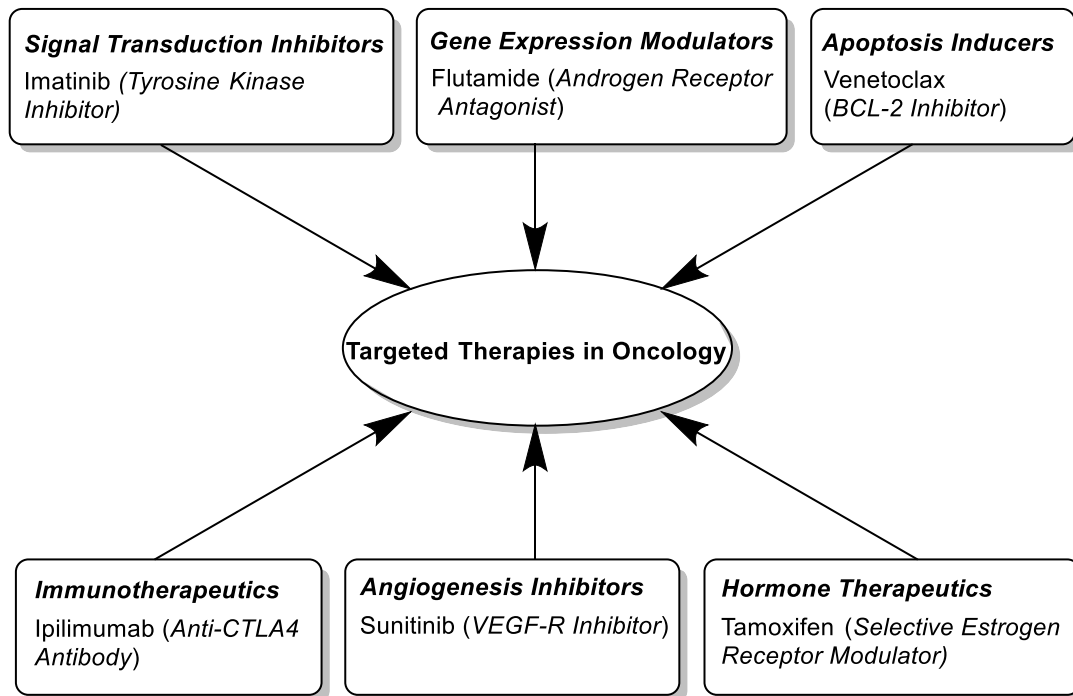 Signal Transduction Inhibitors
Imatinib (Tyrosine Kinase
Inhibitor)
Gene Expression Modulators
Flutamide (Androgen Receptor
Antagonist)
Apoptosis Inducers
Venetoclax
(BCL-2 Inhibitor)
Targeted Therapies in Oncology
Immunotherapeutics
Ipilimumab (Anti-CTLA4
Antibody)
Angiogenesis Inhibitors
Sunitinib (VEGF-R Inhibitor)
Hormone Therapeutics
Tamoxifen (Selective Estrogen
Receptor Modulator)